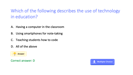 Which of following describes the use of technology
in education?
A. Having a computer in the classroom
B. Using smartphones for note-taking
C. Teaching students how to code
D. All of the above
Correct answer: D